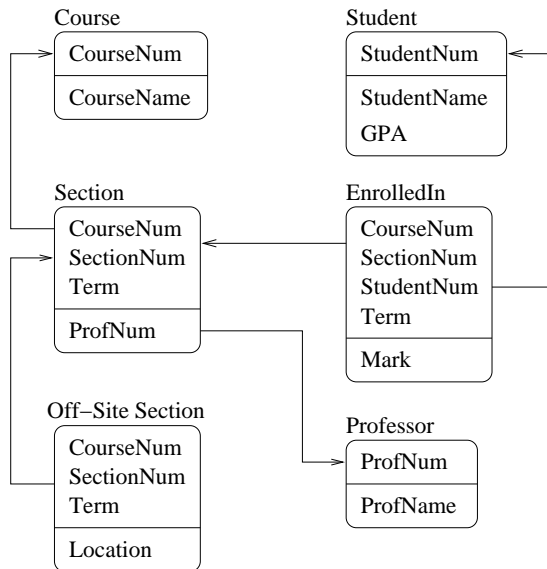 Course
CourseNum
CourseName
Student
StudentNum
StudentName
GPA
Section
CourseNum
SectionNum
Term
ProfNum
EnrolledIn
CourseNum
SectionNum
StudentNum
Term
Mark
Off−Site Section
CourseNum
SectionNum
Term
Location
Professor
ProfNum
ProfName